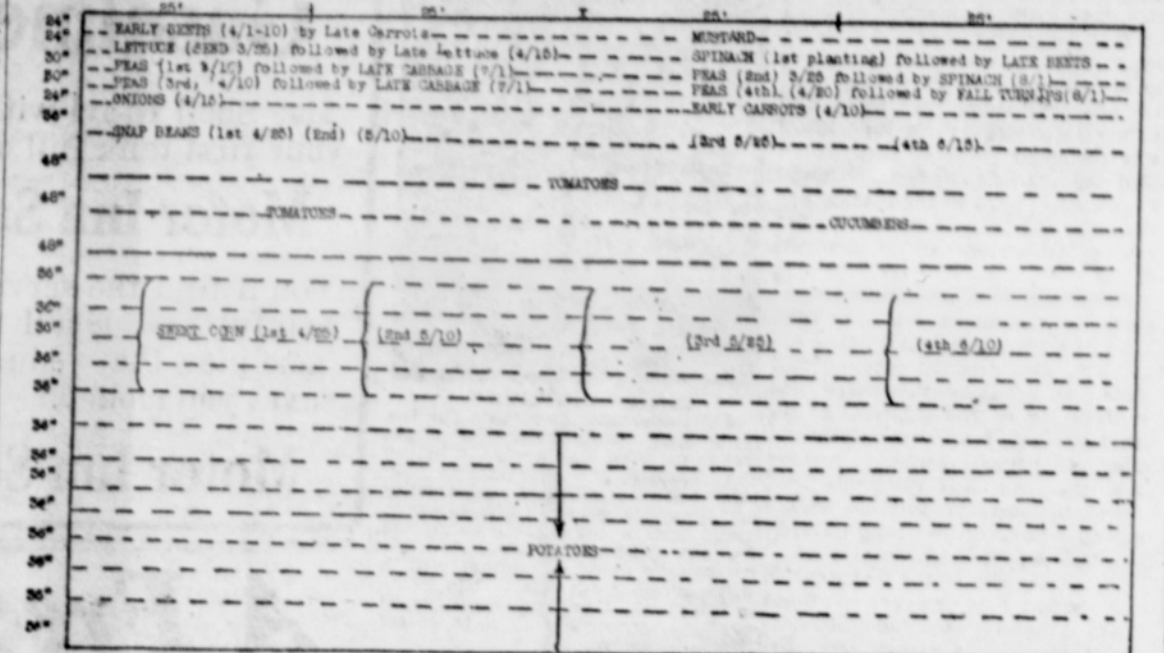 25' 25' X 25' 25'
24" EARLY BEETS (4/1-10) by Late Carrots MUSTARD
24" LETTUCE (SEND 3/25) followed by Late Lettuce (4/15) SPINACH (1st planting) followed by LATE BEETS
30" PEAS (1st 3/10) followed by LATE CABBAGE (7/1) PEAS (2nd) 3/25 followed by SPINACH (8/1)
30" PEAS (3rd, 4/10) followed by LATE CABBAGE (7/1) PEAS (4th) (4/20) followed by FALL TURNIPS(8/1)
24" ONIONS (4/15) EARLY CARROTS (4/10)
36" SNAP BEANS (1st 4/25) (2nd) (5/10) (3rd 5/25) (4th 6/15)
48" TOMATOES
48" TOMATOES CUCUMBERS
48"
36"
36"
36" SWEET CORN (1st 4/25) (2nd 5/10) (3rd 5/25) (4th 6/10)
36"
36"
34"
34"
34"
36"
36" POTATOES
36"
36"
36"